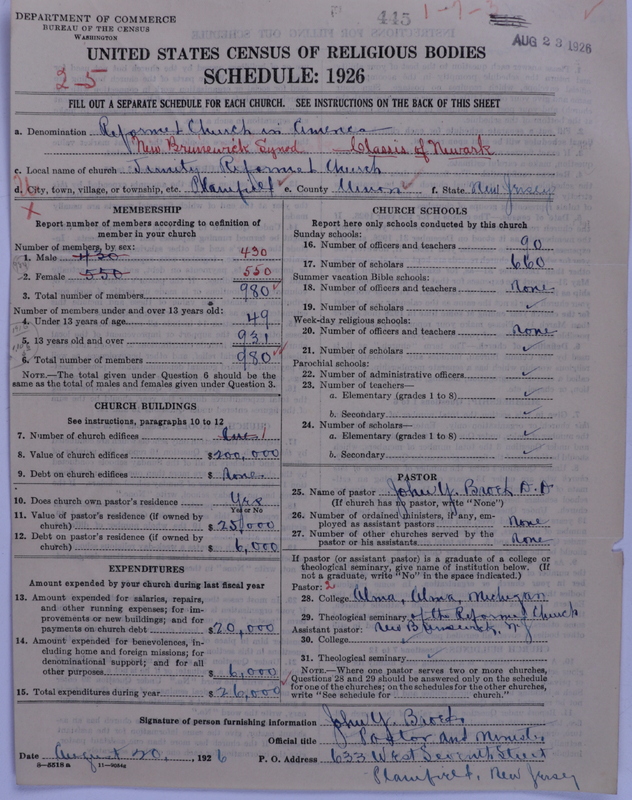 DEPARTMENT OF COMMERCE
BUREAU OF THE CENSUS
WASHINGTON
445
1-7-3
AUG 23 1926
UNITED STATES CENSUS OF RELIGIOUS BODIES
SCHEDULE: 1926
25
FILL OUT A SEPARATE SCHEDULE FOR EACH CHURCH. SEE INSTRUCTIONS ON THE BACK OF THIS SHEET
a. Denomination Reformed Church in America
New Brunswick Synod Classis of Newark
c. Local name of church Trinity Reformed Church
d. City, town, village, or township, etc. Plainfield e. County Union f. State New Jersey
MEMBERSHIP
Report number of members according to definition of
member in your church
Number of members, by sex:
1. Male 430 430
2. Female 550 550
3. Total number of members 980
Number of members under and over 13 years old:
4. Under 13 years of age 49
5. 13 years old and over 931
6. Total number of members 980
NOTE.—The total given under Question 6 should be the
same as the total of males and females given under Question 3.
CHURCH BUILDINGS
See instructions, paragraphs 10 to 12
7. Number of church edifices One 1
8. Value of church edifices $200,000
9. Debt on church edifices $ None.
10. Does church own pastor's residence Yes
Yes or No
11. Value of pastor's residence (if owned by
church) $ 25,000
12. Debt on pastor's residence (if owned by
church) $ 6,000
EXPENDITURES
Amount expended by your church during last fiscal year
13. Amount expended for salaries, repairs,
and other running expenses; for im-
provements or new buildings; and for
payments on church debt $20,000
14. Amount expended for benevolences, in-
cluding home and foreign missions; for
denominational support; and for all
other purposes $ 6,000
15. Total expenditures during year $ 26,000
CHURCH SCHOOLS
Report here only schools conducted by this church
Sunday schools:
16. Number of officers and teachers 90
17. Number of scholars 660
Summer vacation Bible schools:
18. Number of officers and teachers None
19. Number of scholars
Week-day religious schools:
20. Number of officers and teachers None
21. Number of scholars
Parochial schools:
22. Number of administrative officers
23. Number of teachers—
a. Elementary (grades 1 to 8)
b. Secondary
24. Number of scholars—
a. Elementary (grades 1 to 8)
b. Secondary
PASTOR
25. Name of pastor John Y. Broek D.D
(If church has no pastor, write "None")
26. Number of ordained ministers, if any, em-
ployed as assistant pastors None
27. Number of other churches served by the
pastor or his assistants None
If pastor (or assistant pastor) is a graduate of a college or
theological seminary, give name of institution below. (If
not a graduate, write "No" in the space indicated.)
Pastor: 2
28. College Alma, Alma, Michigan
29. Theological seminary of the Reformed Church
Assistant pastor: New Brunswick, N.J
30. College
31. Theological seminary
NOTE.—Where one pastor serves two or more churches,
Questions 28 and 29 should be answered only on the schedule
for one of the churches; on the schedules for the other churches,
write "See schedule for church."
Signature of person furnishing information John Y. Broek
Official title Pastor and Minister
Date August 20, 1926 P. O. Address 633 West Seventh Street
Plainfield, New Jersey
8-5518a 11-9084a